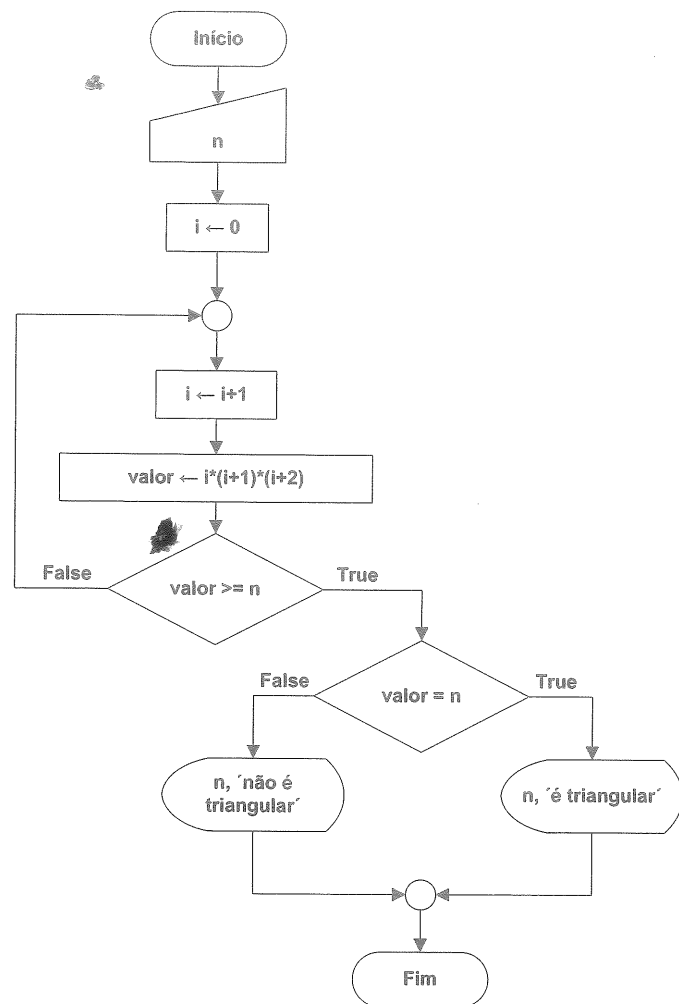 Início
n
i ← 0
i ← i+1
valor ← i*(i+1)*(i+2)
valor >= n
False
True
valor = n
False
True
n, ´não é
triangular´
n, ´é triangular´
Fim